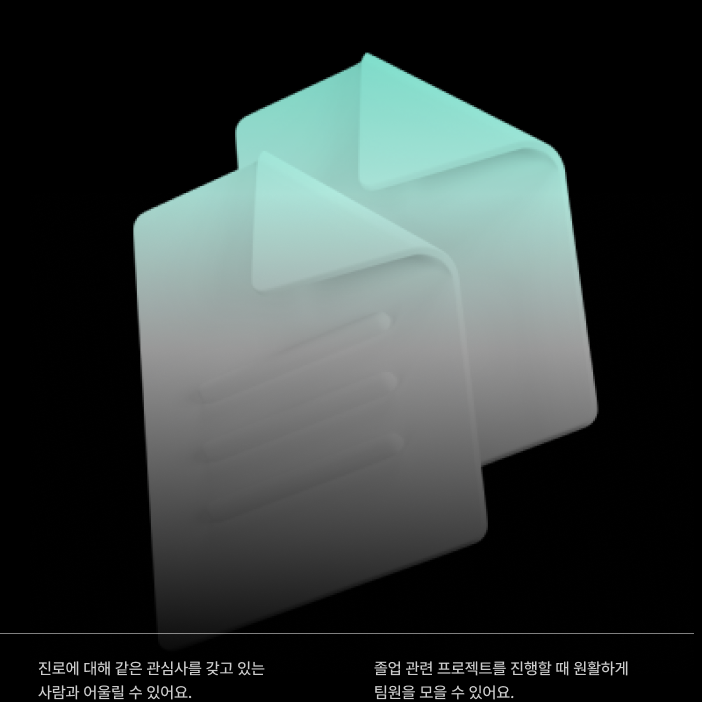 진로에 대해 같은 관심사를 갖고 있는
사람과 어울릴 수 있어요.
졸업 관련 프로젝트를 진행할 때 원활하게
팀원을 모을 수 있어요.